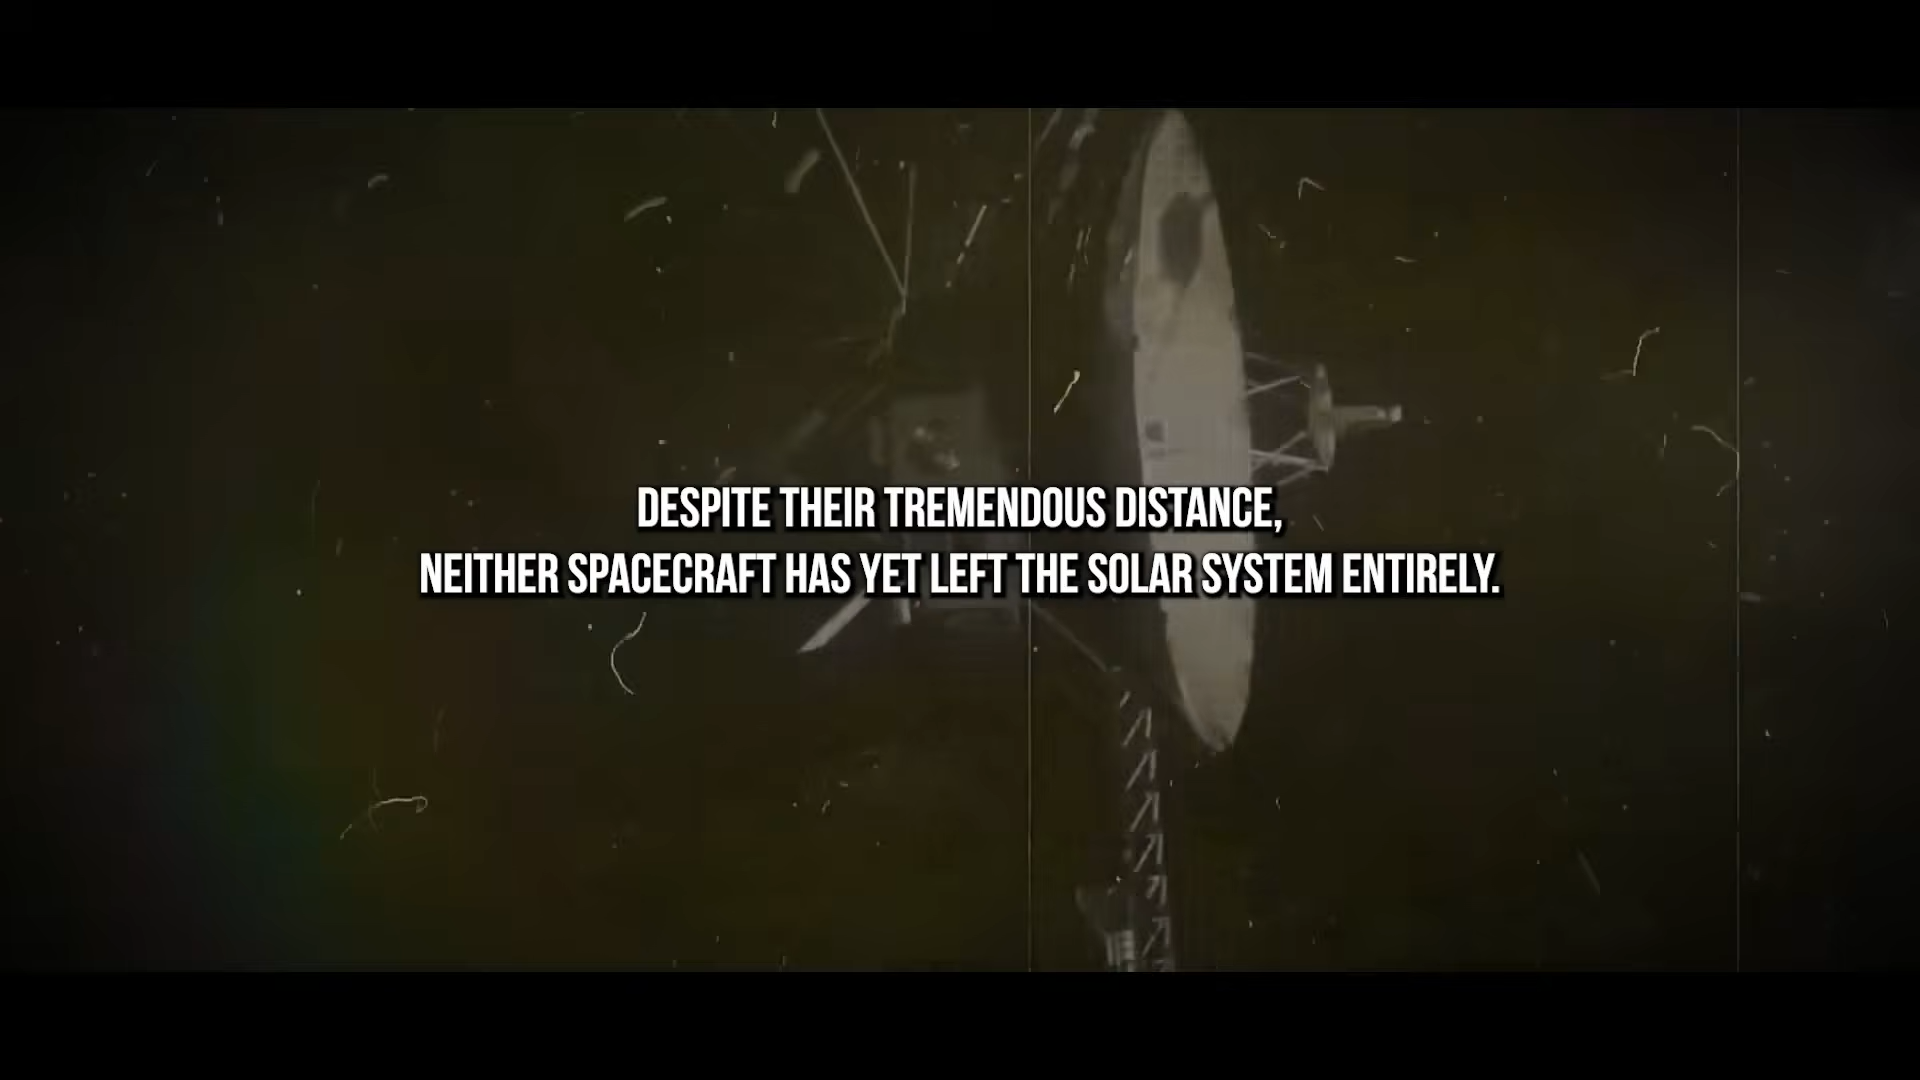 DESPITE THEIR TREMENDOUS DISTANCE,
NEITHER SPACECRAFT HAS YET LEFT THE SOLAR SYSTEM ENTIRELY.